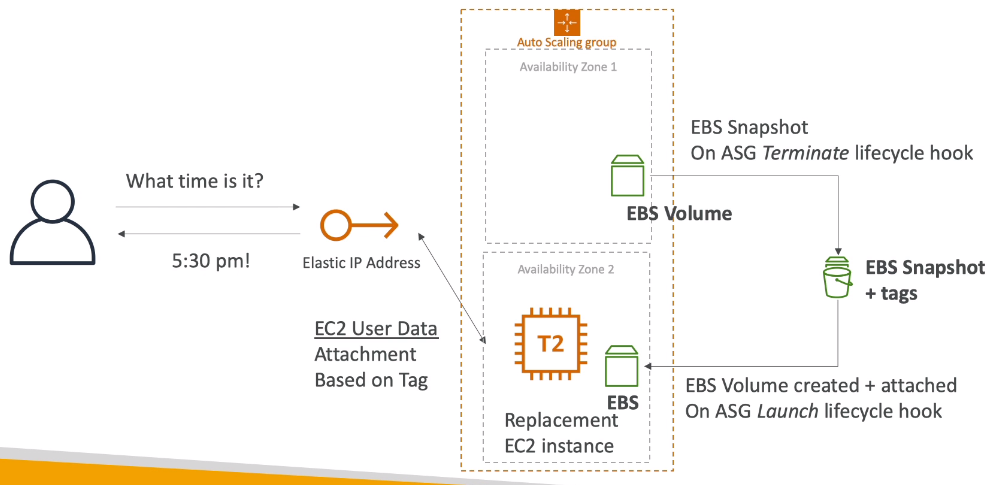 Auto Scaling group
Availability Zone 1
EBS Snapshot
On ASG Terminate lifecycle hook
What time is it?
EBS Volume
5:30 pm!
Elastic IP Address
Availability Zone 2
EBS Snapshot
+ tags
EC2 User Data
Attachment
Based on Tag
T2
EBS
EBS Volume created + attached
On ASG Launch lifecycle hook
Replacement
EC2 instance